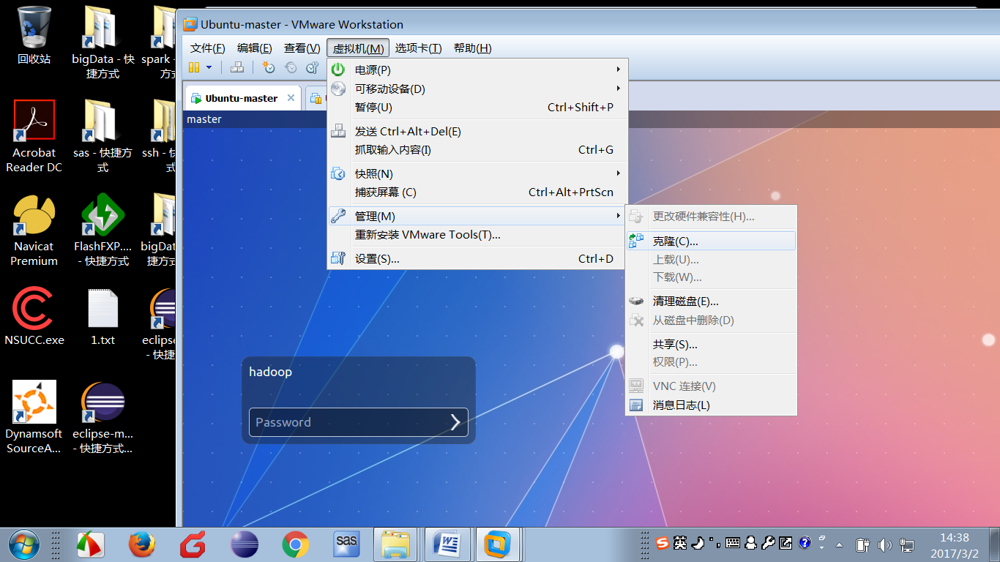 回收站
bigData - 快
捷方式
spark -
方式
Acrobat
Reader DC
sas - 快捷方
式
ssh - 快
Navicat
Premium
FlashFXP....
- 快捷方式
bigData
捷方式
NSUCC.exe
1.txt
eclipse
- 快捷
Dynamsoft
SourceA...
eclipse-m...
- 快捷方式...
Ubuntu-master - VMware Workstation
文件(F) 编辑(E) 查看(V) 虚拟机(M) 选项卡(T) 帮助(H)
Ubuntu-master
master
电源(P)
可移动设备(D)
暂停(U) Ctrl+Shift+P
发送 Ctrl+Alt+Del(E)
抓取输入内容(I) Ctrl+G
快照(N)
捕获屏幕 (C) Ctrl+Alt+PrtScn
管理(M)
重新安装 VMware Tools(T)...
设置(S)... Ctrl+D
更改硬件兼容性(H)...
克隆(C)...
上载(U)...
下载(W)...
清理磁盘(E)...
从磁盘中删除(D)
共享(S)...
权限(P)...
VNC 连接(V)
消息日志(L)
hadoop
Password
sas
英
14:38
2017/3/2